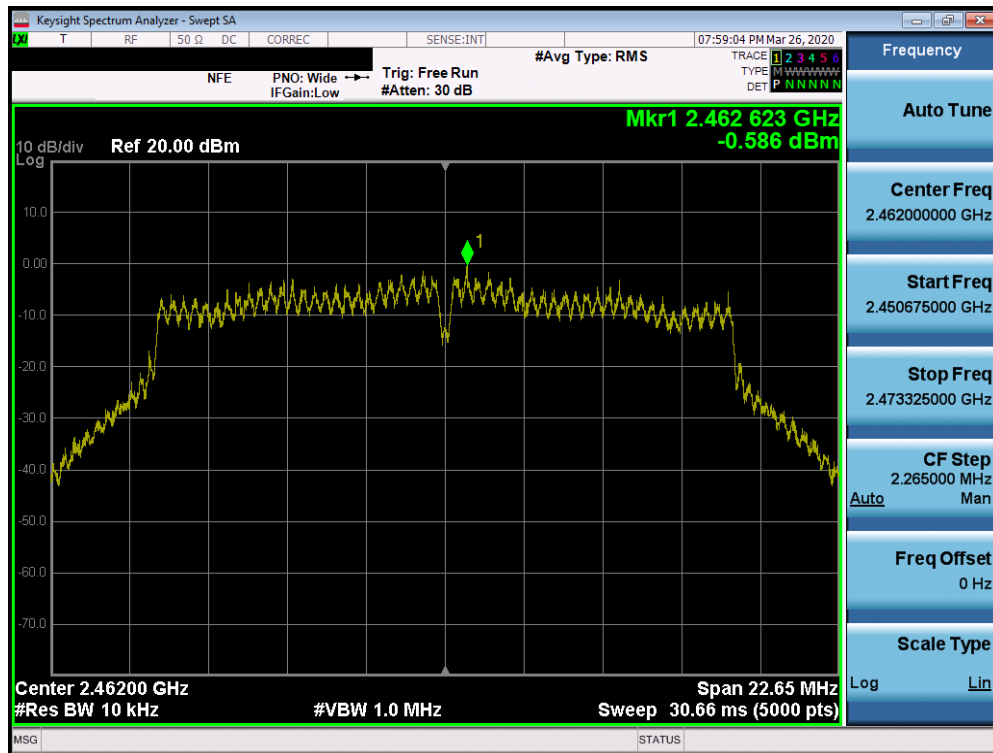 Keysight Spectrum Analyzer - Swept SA
LXI T RF 50 Ω DC CORREC SENSE:INT 07:59:04 PM Mar 26, 2020
#Avg Type: RMS TRACE 1 2 3 4 5 6
NFE PNO: Wide Trig: Free Run TYPE M W W W W W
IFGain:Low #Atten: 30 dB DET P N N N N N
Mkr1 2.462 623 GHz
-0.586 dBm
10 dB/div Ref 20.00 dBm
Log
10.0
1
0.00
-10.0
-20.0
-30.0
-40.0
-50.0
-60.0
-70.0
Center 2.46200 GHz Span 22.65 MHz
#Res BW 10 kHz #VBW 1.0 MHz Sweep 30.66 ms (5000 pts)
MSG STATUS
Frequency
Auto Tune
Center Freq
2.462000000 GHz
Start Freq
2.450675000 GHz
Stop Freq
2.473325000 GHz
CF Step
2.265000 MHz
Auto Man
Freq Offset
0 Hz
Scale Type
Log Lin